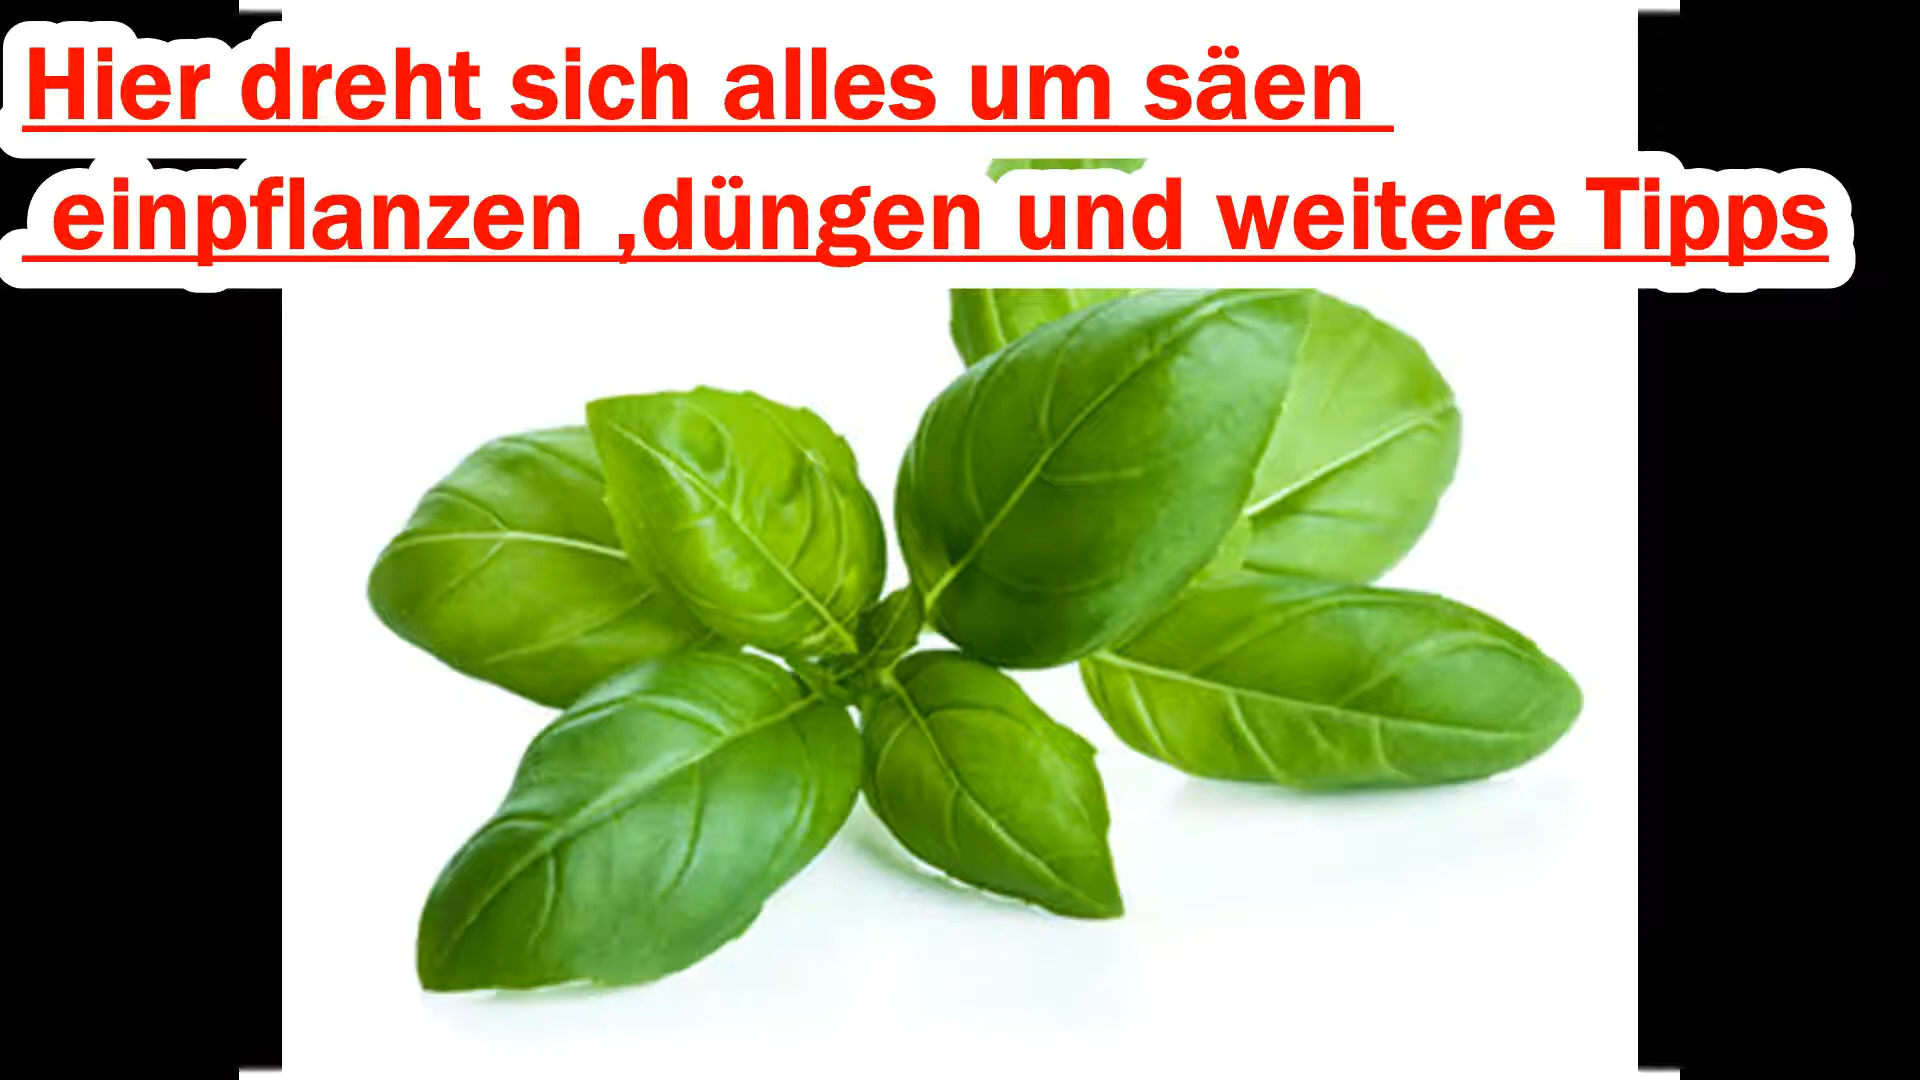 Hier dreht sich alles um säen
einpflanzen ,düngen und weitere Tipps